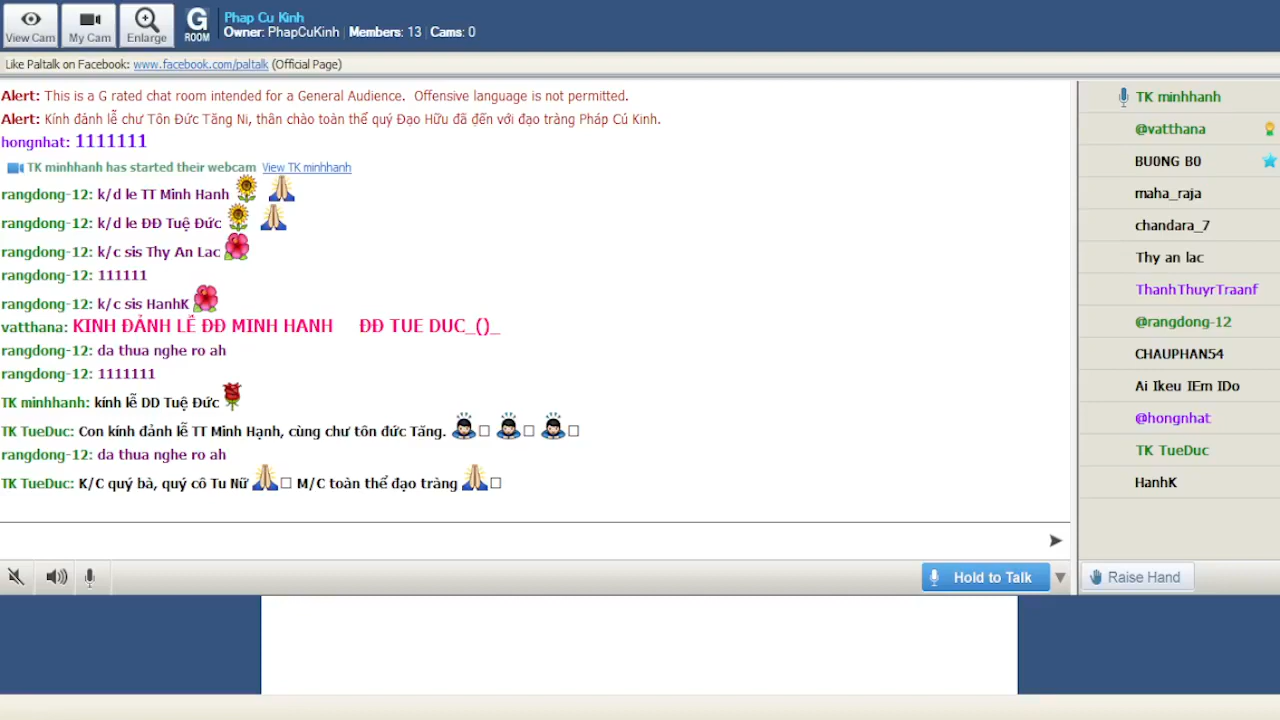 View Cam
My Cam
Enlarge
G
ROOM
Phap Cu Kinh
Owner: PhapCuKinh | Members: 13 | Cams: 0
Like Paltalk on Facebook: www.facebook.com/paltalk (Official Page)
Alert: This is a G rated chat room intended for a General Audience. Offensive language is not permitted.
Alert: Kính đảnh lễ chư Tôn Đức Tăng Ni, thân chào toàn thể quý Đạo Hữu đã đến với đạo tràng Pháp Cú Kinh.
hongnhat: 1111111
TK minhhanh has started their webcam View TK minhhanh
rangdong-12: k/d le TT Minh Hanh
rangdong-12: k/d le ĐĐ Tuệ Đức
rangdong-12: k/c sis Thy An Lac
rangdong-12: 111111
rangdong-12: k/c sis HanhK
vatthana: KINH ĐẢNH LỄ ĐĐ MINH HANH ĐĐ TUE DUC_()_
rangdong-12: da thua nghe ro ah
rangdong-12: 1111111
TK minhhanh: kính lễ DD Tuệ Đức
TK TueDuc: Con kính đảnh lễ TT Minh Hạnh, cùng chư tôn đức Tăng.
rangdong-12: da thua nghe ro ah
TK TueDuc: K/C quý bà, quý cô Tu Nữ M/C toàn thể đạo tràng
TK minhhanh
@vatthana
BU0NG B0
maha_raja
chandara_7
Thy an lac
ThanhThuyrTraanf
@rangdong-12
CHAUPHAN54
Ai Ikeu IEm IDo
@hongnhat
TK TueDuc
HanhK
Hold to Talk
Raise Hand